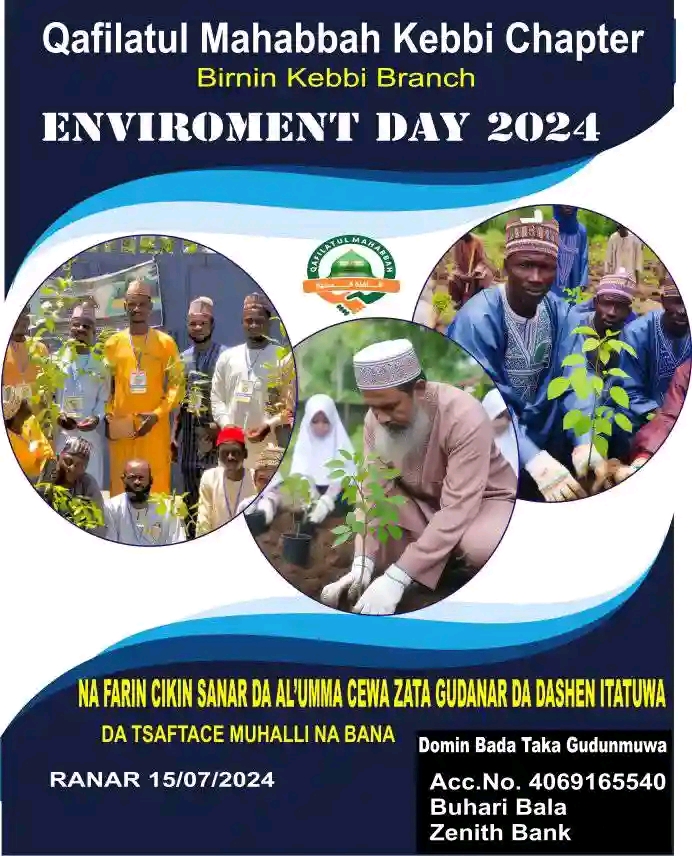 Qafilatul Mahabbah Kebbi Chapter
Birnin Kebbi Branch
ENVIROMENT DAY 2024
QAFILATUL MAHABBAH
NA FARIN CIKIN SANAR DA AL'UMMA CEWA ZATA GUDANAR DA DASHEN ITATUWA
DA TSAFTACE MUHALLI NA BANA
RANAR 15/07/2024
Domin Bada Taka Gudunmuwa
Acc.No. 4069165540
Buhari Bala
Zenith Bank